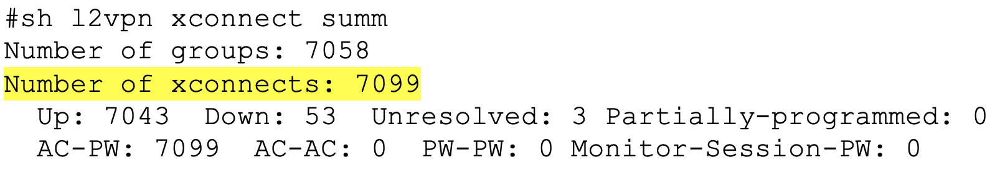 #sh l2vpn xconnect summ
Number of groups: 7058
Number of xconnects: 7099
  Up: 7043  Down: 53  Unresolved: 3 Partially-programmed: 0
  AC-PW: 7099  AC-AC: 0  PW-PW: 0 Monitor-Session-PW: 0